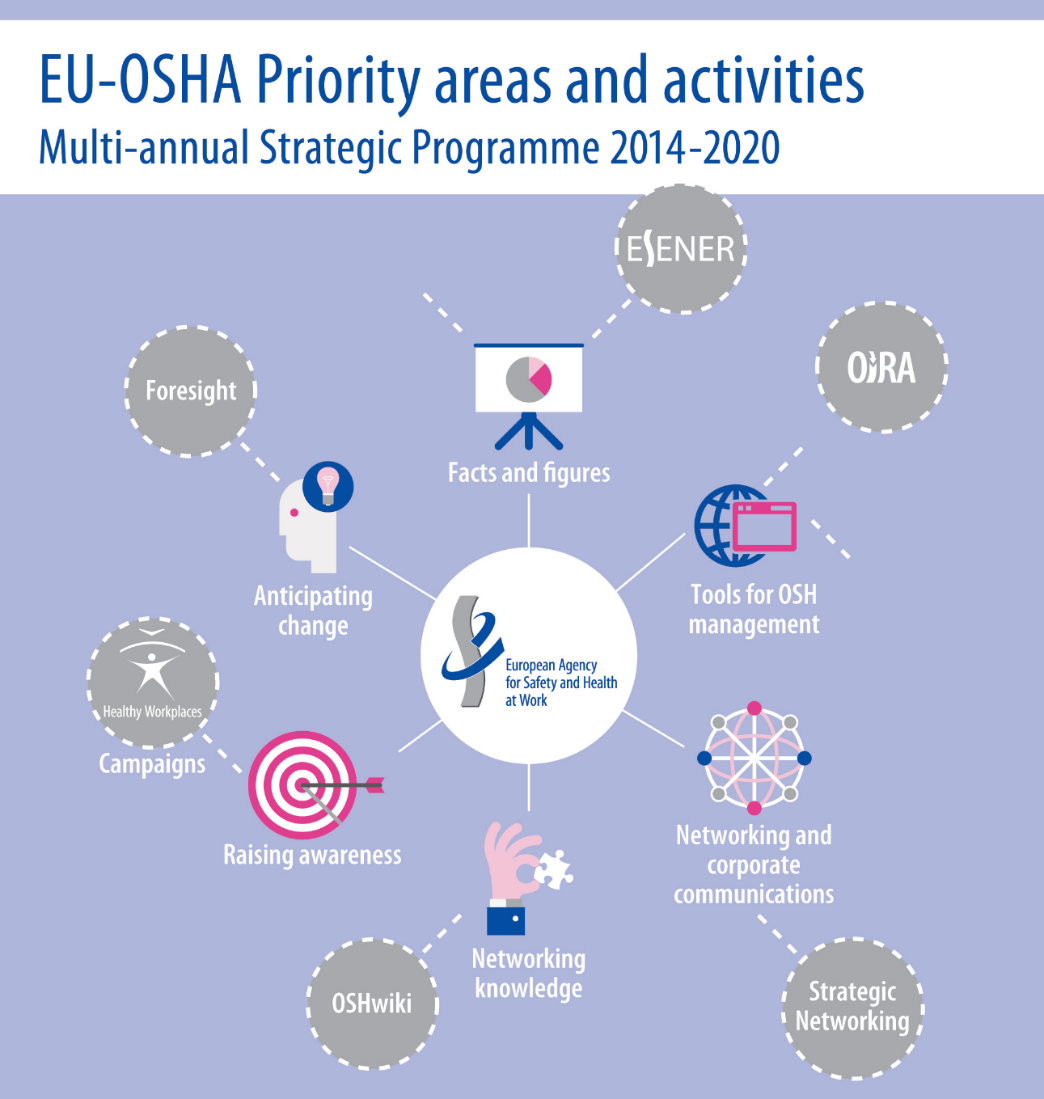 EU-OSHA Priority areas and activities
Multi-annual Strategic Programme 2014-2020
ESENER
OiRA
Foresight
Facts and figures
Anticipating
change
Tools for OSH
management
European Agency
for Safety and Health
at Work
Healthy Workplaces
Campaigns
Raising awareness
Networking and
corporate
communications
Networking
knowledge
OSHwiki
Strategic
Networking